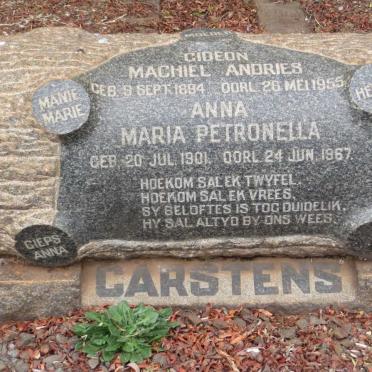 GIDEON
MACHIEL ANDRIES
GEB. 9 SEPT. 1894 OORL 26 MEI 1955
ANNA
MARIA PETRONELLA
GEB. 20 JUL. 1901. OORL. 24 JUN. 1967.
MANIE
MARIE
HOEKOM SAL EK TWYFEL.
HOEKOM SAL EK VREES.
SY BELOFTES IS TOG DUIDELIK.
HY SAL ALTYD BY ONS WEES.
GIEPS
ANNA
CARSTENS